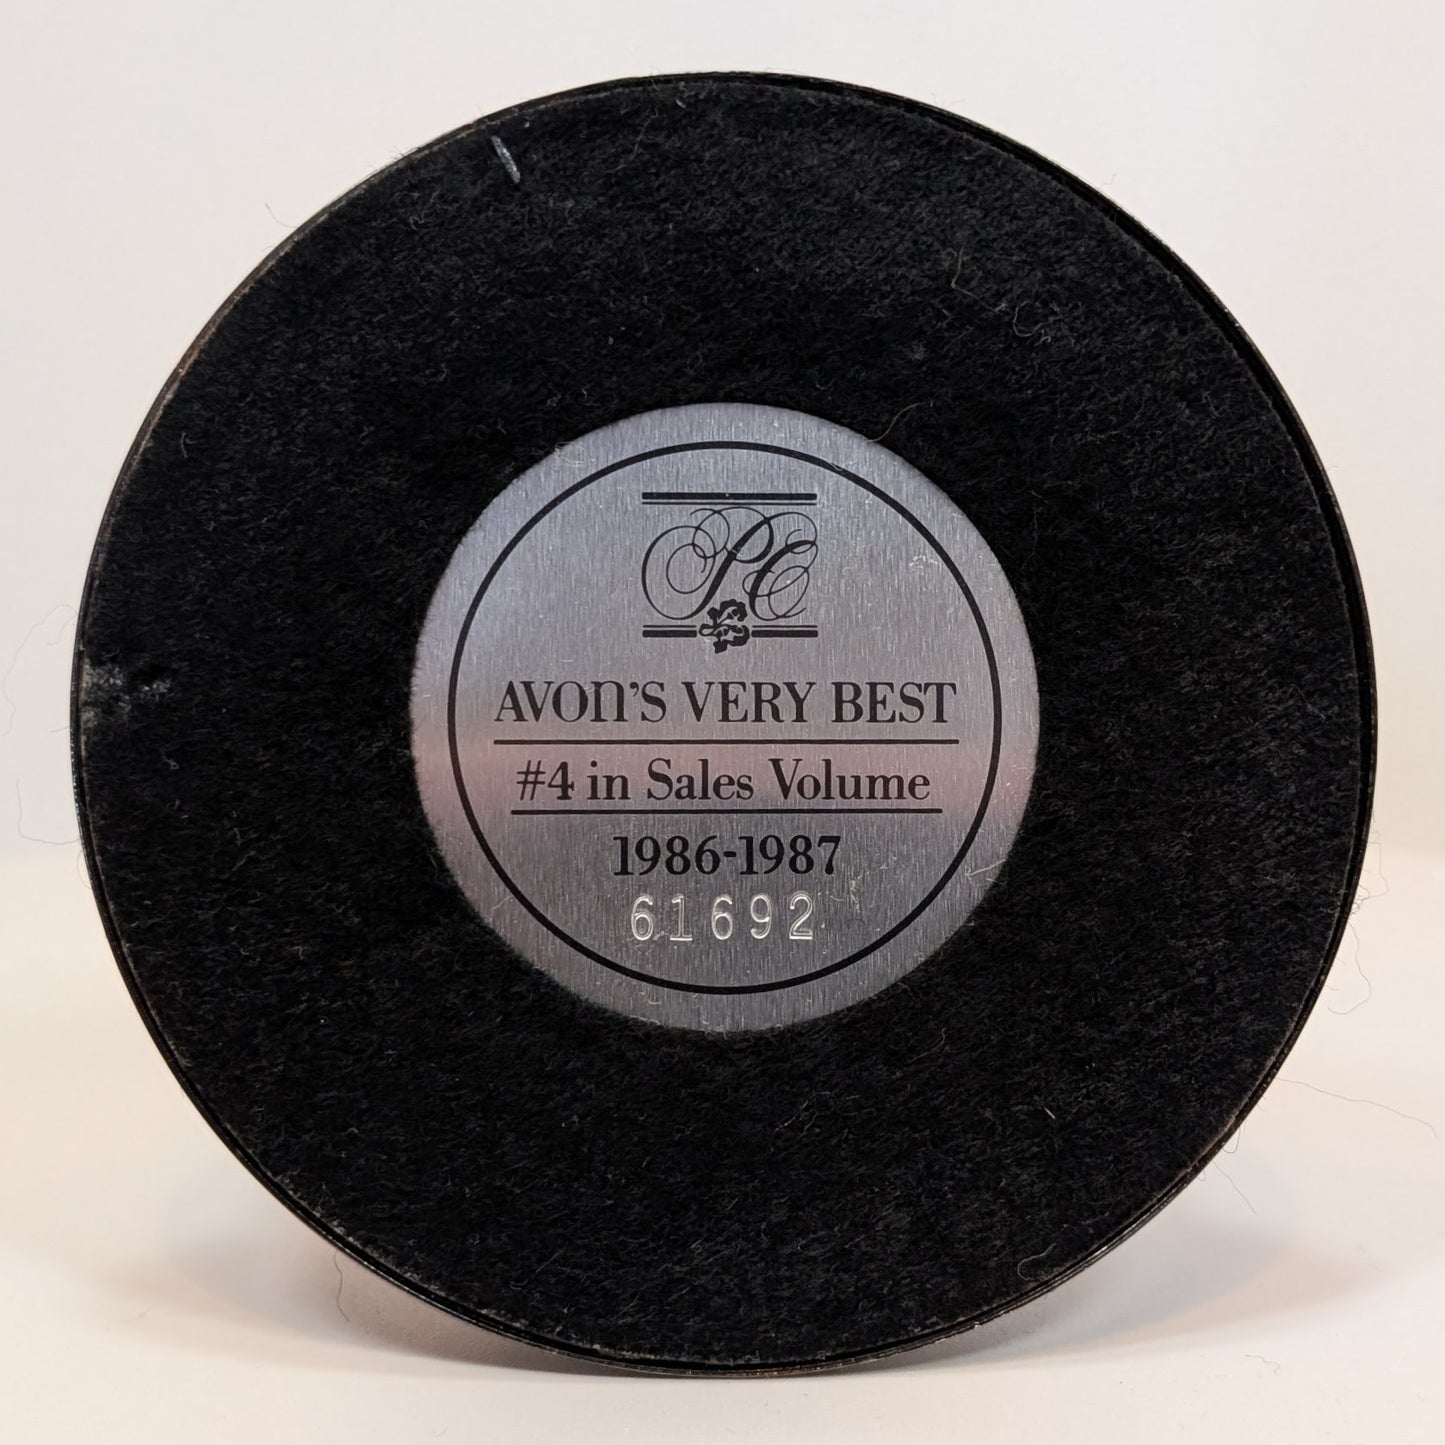 PC
AVON'S VERY BEST
#4 in Sales Volume
1986-1987
61692